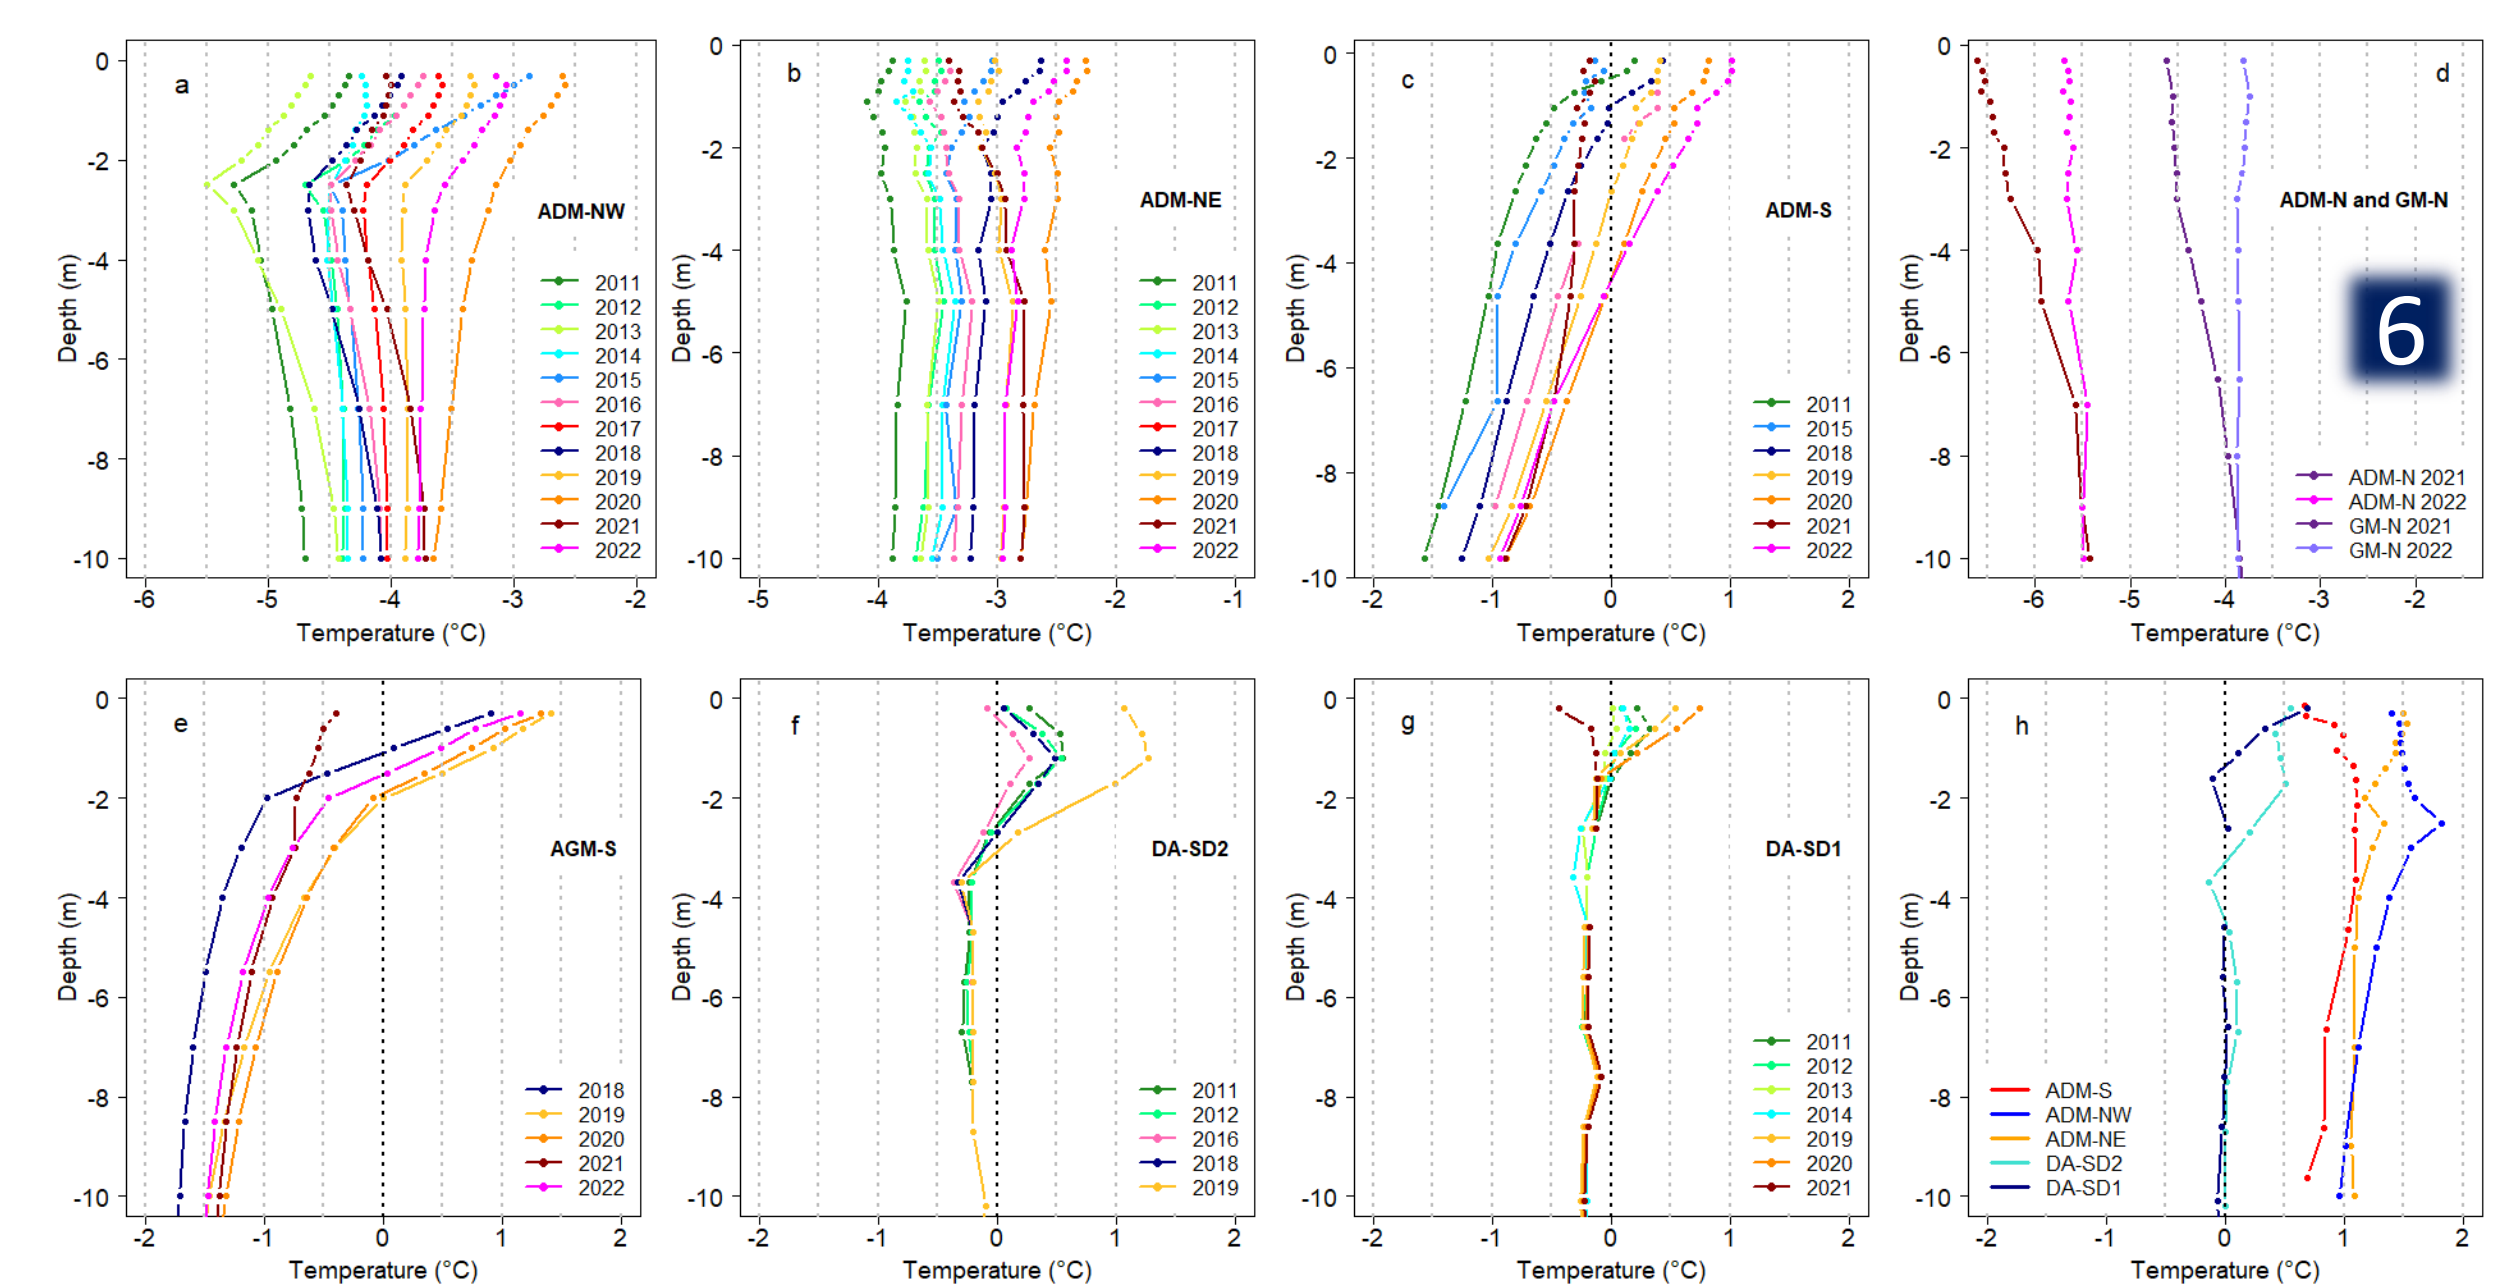 a
ADM-NW
0
-2
-4
-6
-8
-10
Depth (m)
2011
2012
2013
2014
2015
2016
2017
2018
2019
2020
2021
2022
-6 -5 -4 -3 -2
Temperature (°C)
b
ADM-NE
0
-2
-4
-6
-8
-10
Depth (m)
2011
2012
2013
2014
2015
2016
2017
2018
2019
2020
2021
2022
-5 -4 -3 -2 -1
Temperature (°C)
c
ADM-S
0
-2
-4
-6
-8
-10
Depth (m)
2011
2015
2018
2019
2020
2021
2022
-2 -1 0 1 2
Temperature (°C)
d
ADM-N and GM-N
6
0
-2
-4
-6
-8
-10
Depth (m)
ADM-N 2021
ADM-N 2022
GM-N 2021
GM-N 2022
-6 -5 -4 -3 -2
Temperature (°C)
e
AGM-S
0
-2
-4
-6
-8
-10
Depth (m)
2018
2019
2020
2021
2022
-2 -1 0 1 2
Temperature (°C)
f
DA-SD2
0
-2
-4
-6
-8
-10
Depth (m)
2011
2012
2016
2018
2019
-2 -1 0 1 2
Temperature (°C)
g
DA-SD1
0
-2
-4
-6
-8
-10
Depth (m)
2011
2012
2013
2014
2019
2020
2021
-2 -1 0 1 2
Temperature (°C)
h
0
-2
-4
-6
-8
-10
Depth (m)
ADM-S
ADM-NW
ADM-NE
DA-SD2
DA-SD1
-2 -1 0 1 2
Temperature (°C)